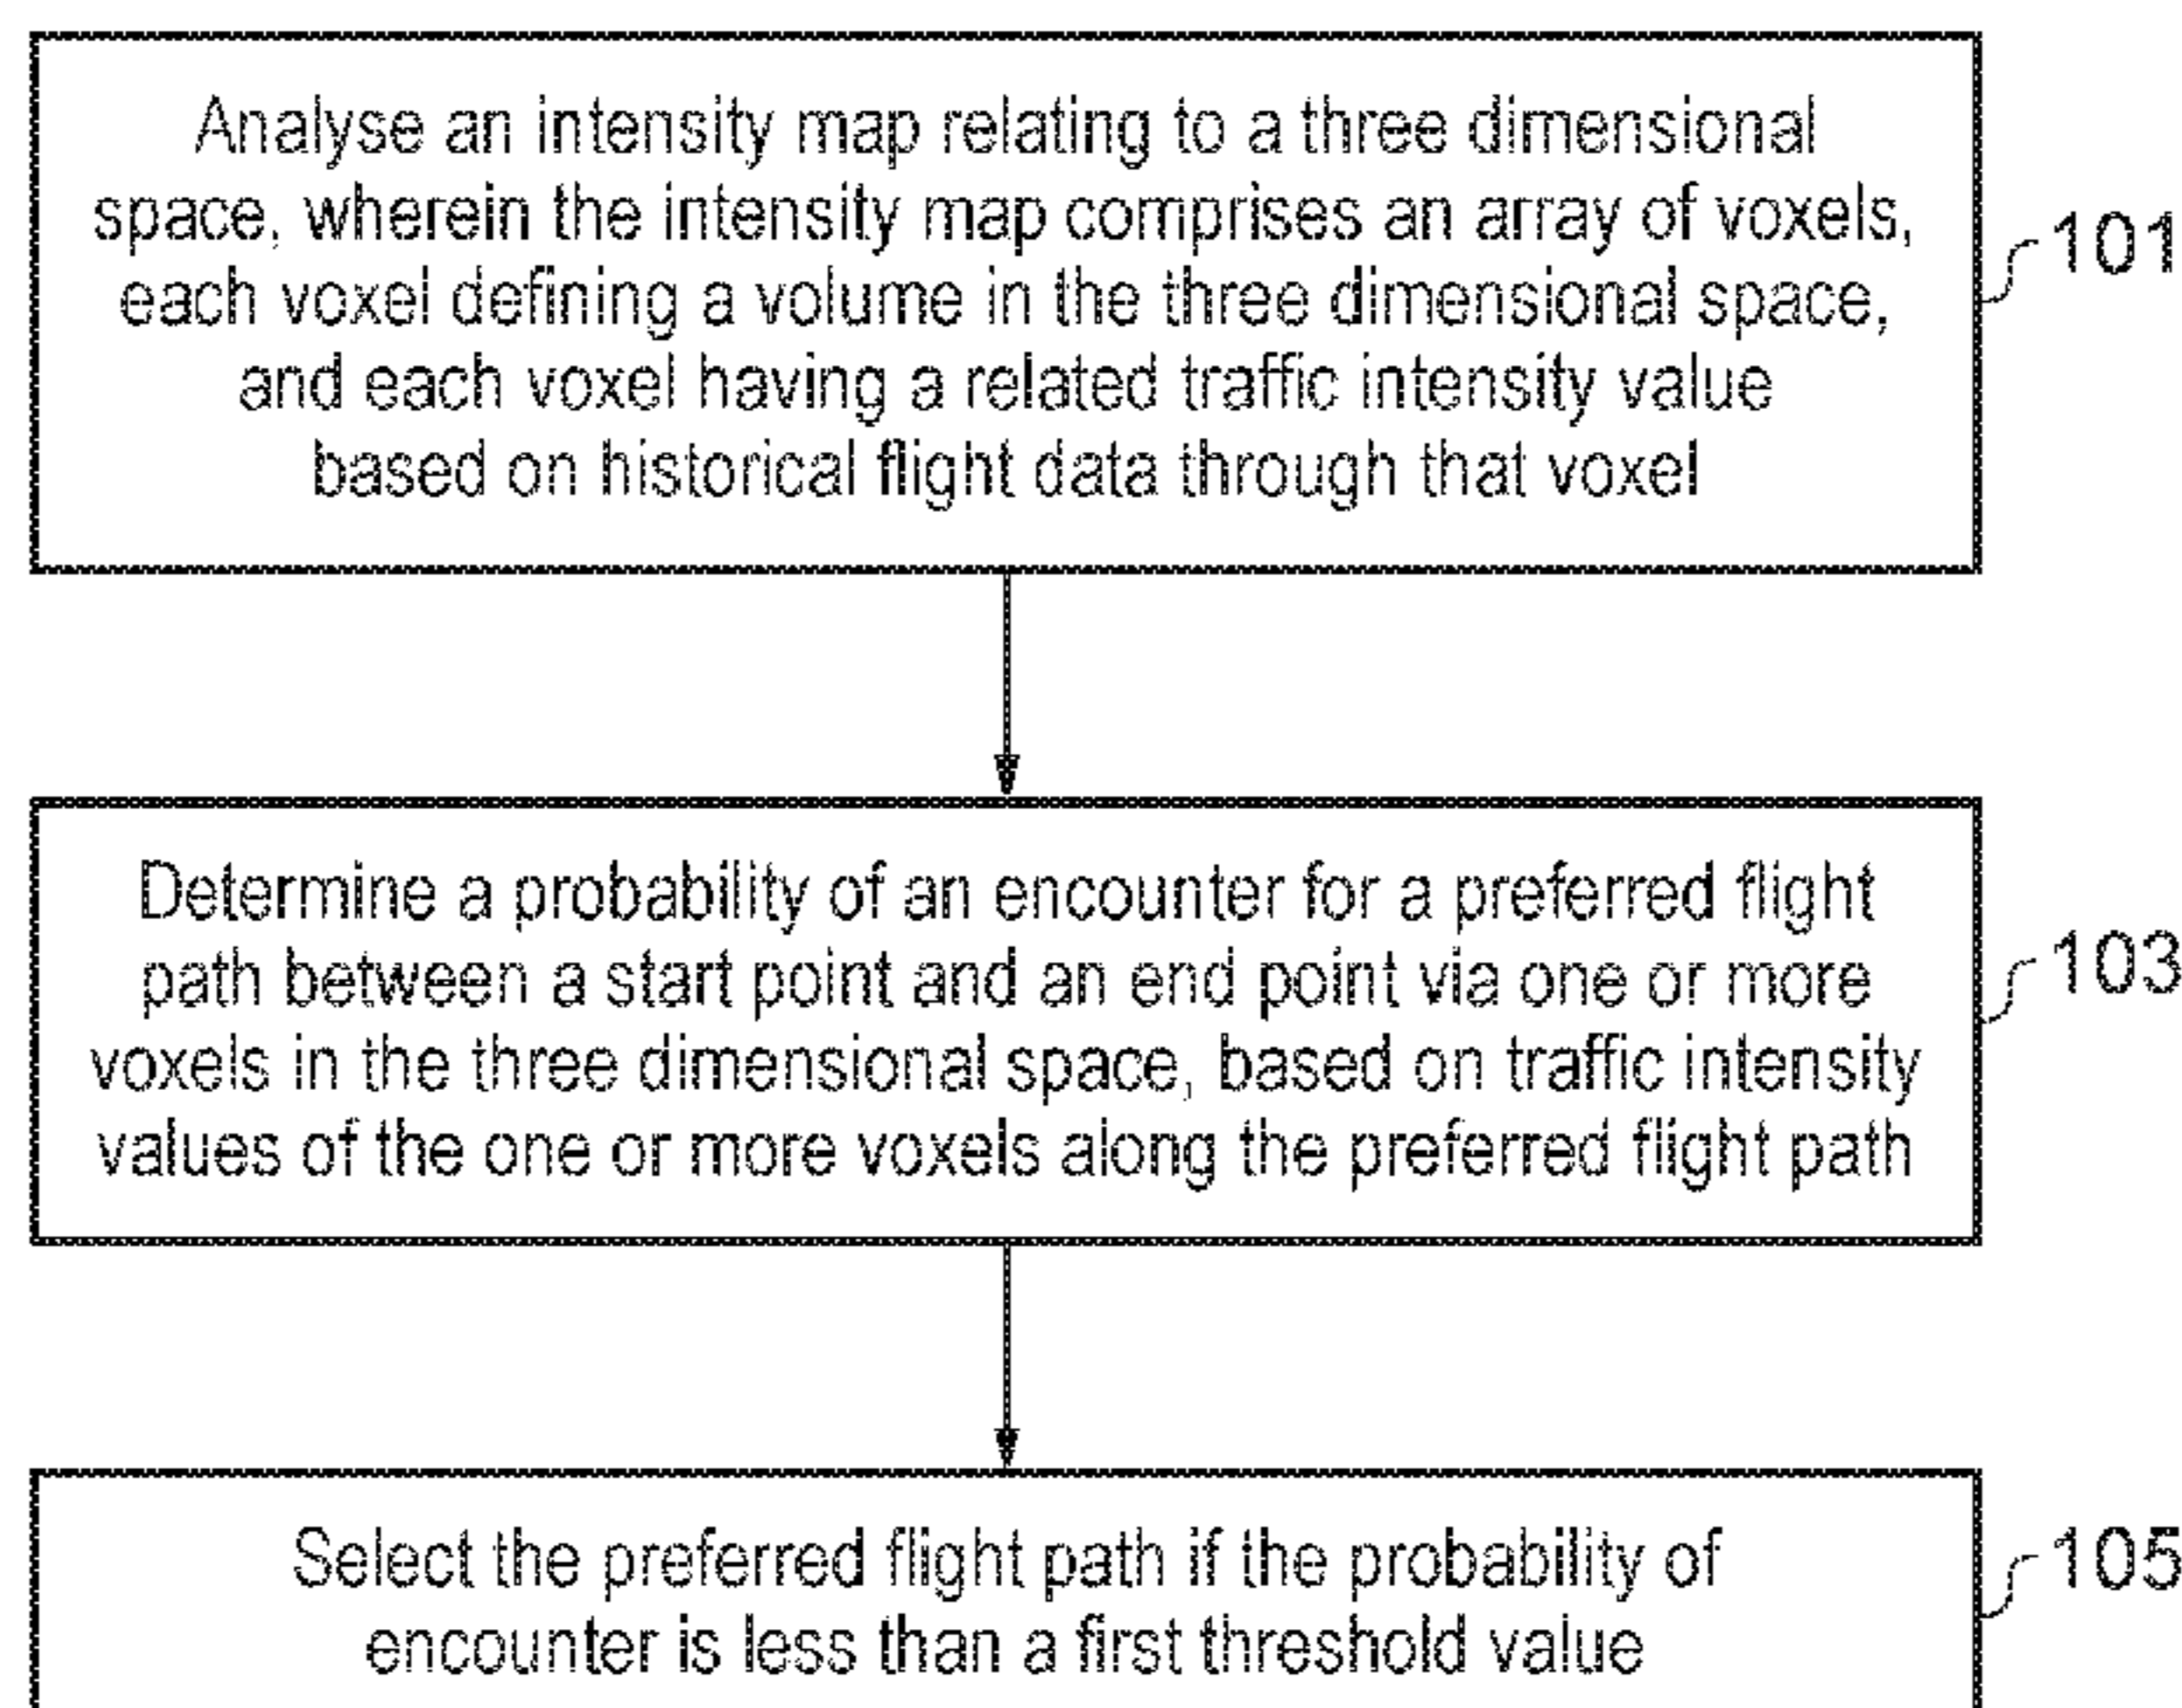 Analyse an intensity map relating to a three dimensional
space, wherein the intensity map comprises an array of voxels,
each voxel defining a volume in the three dimensional space,
and each voxel having a related traffic intensity value
based on historical flight data through that voxel
101
Determine a probability of an encounter for a preferred flight
path between a start point and an end point via one or more
voxels in the three dimensional space, based on traffic intensity
values of the one or more voxels along the preferred flight path
103
Select the preferred flight path if the probability of
encounter is less than a first threshold value
105